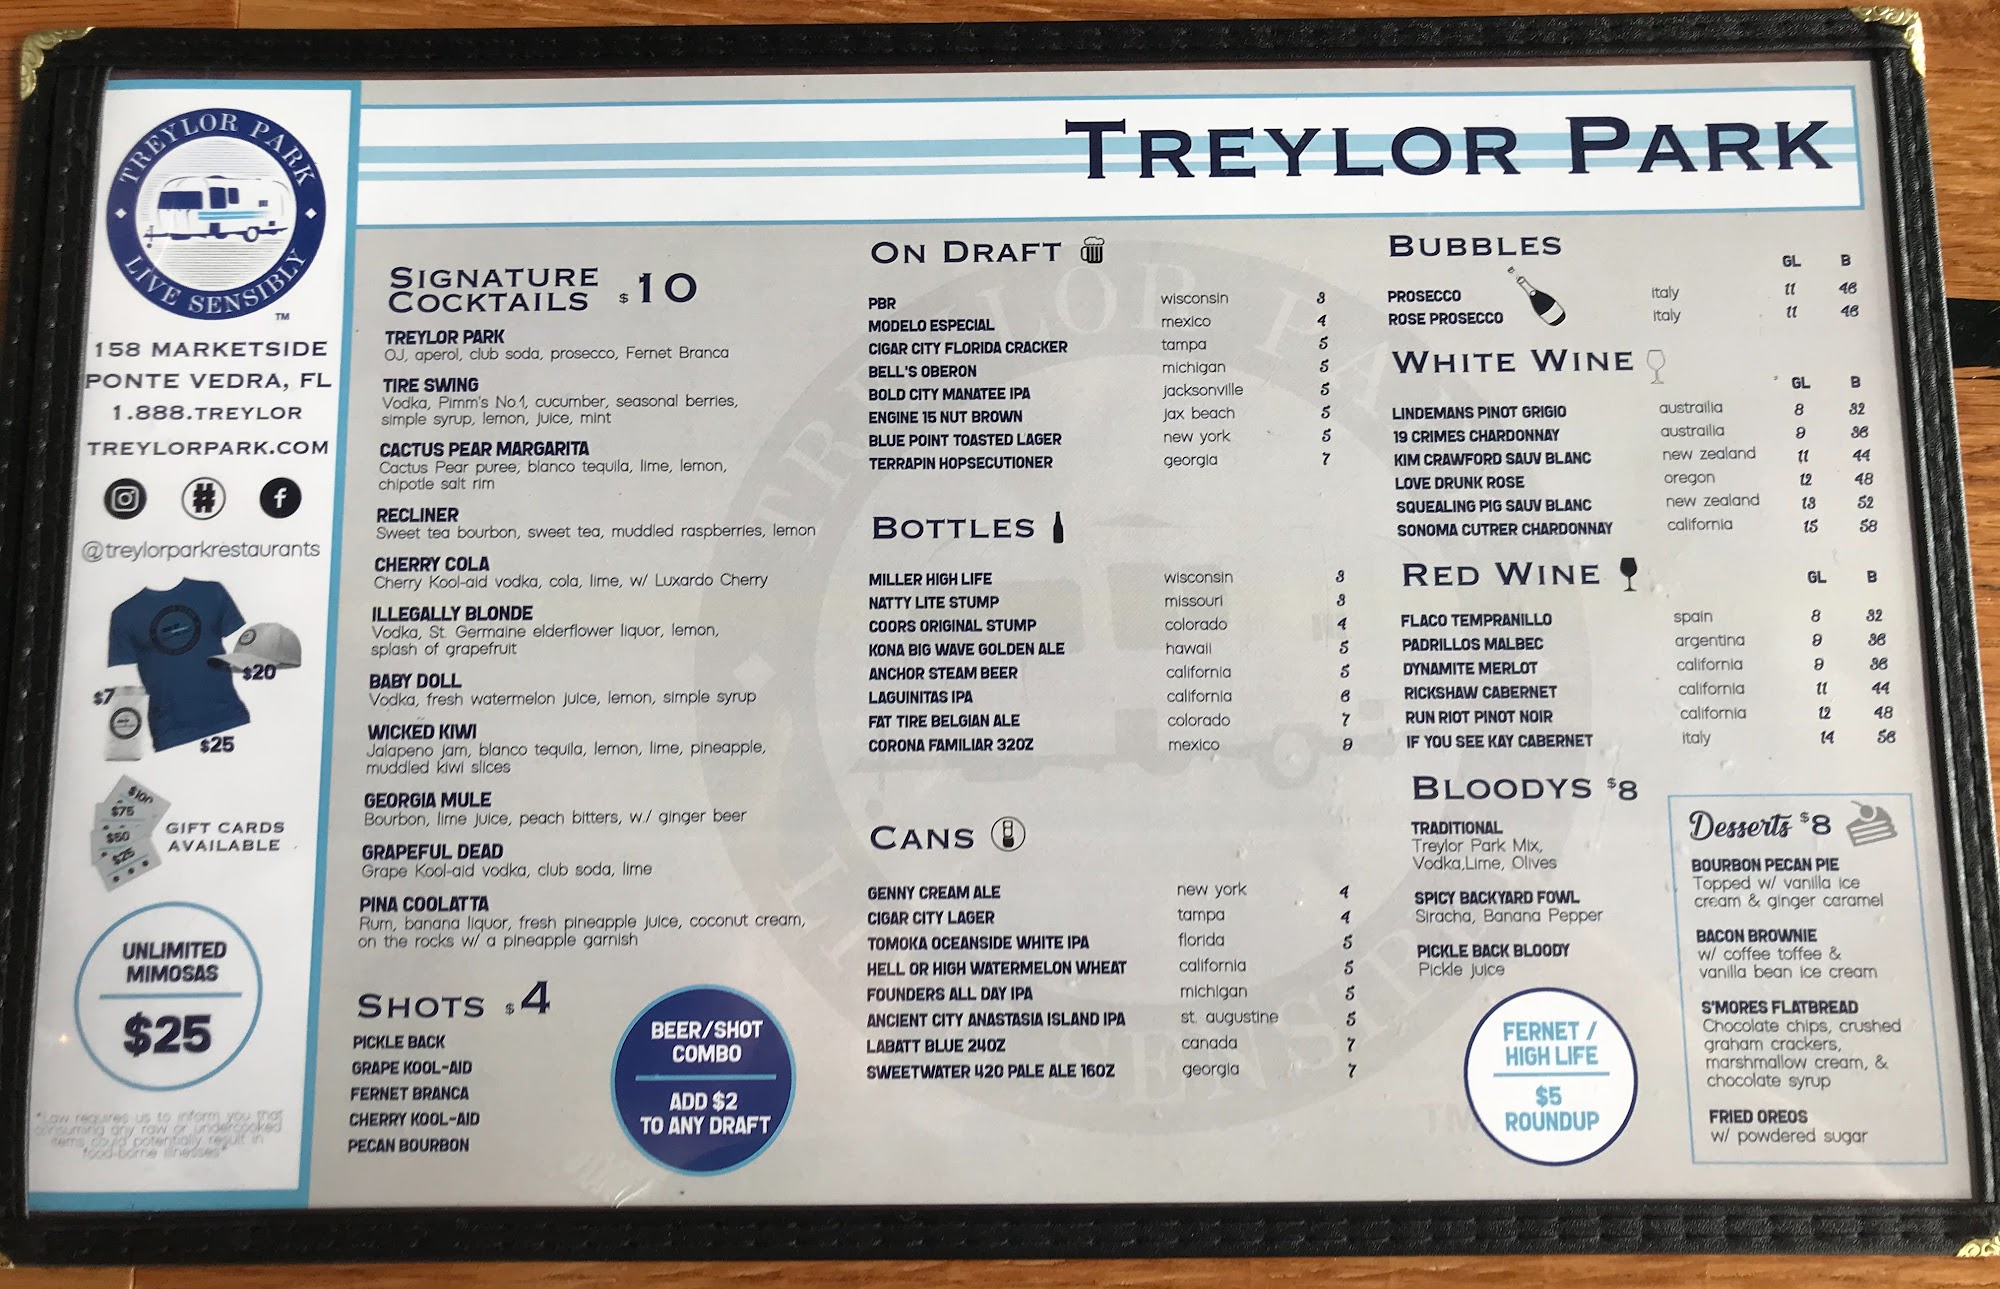 TREYLOR PARK
LIVE SENSIBLY
TM
158 MARKETSIDE
PONTE VEDRA, FL
1.888.TREYLOR
TREYLORPARK.COM
#
f
@treylorparkrestaurants
$20
$7
$25
$100
$75
$50
$25
GIFT CARDS
AVAILABLE
UNLIMITED
MIMOSAS
$25
*Law requires us to inform you that
consuming any raw or undercooked
items could potentially result in
food-borne illnesses*
TREYLOR PARK
SIGNATURE
COCKTAILS $10
TREYLOR PARK
OJ, aperol, club soda, prosecco, Fernet Branca
TIRE SWING
Vodka, Pimm's No.1, cucumber, seasonal berries,
simple syrup, lemon, juice, mint
CACTUS PEAR MARGARITA
Cactus Pear puree, blanco tequila, lime, lemon,
chipotle salt rim
RECLINER
Sweet tea bourbon, sweet tea, muddled raspberries, lemon
CHERRY COLA
Cherry Kool-aid vodka, cola, lime, w/ Luxardo Cherry
ILLEGALLY BLONDE
Vodka, St. Germaine elderflower liquor, lemon,
splash of grapefruit
BABY DOLL
Vodka, fresh watermelon juice, lemon, simple syrup
WICKED KIWI
Jalapeno jam, blanco tequila, lemon, lime, pineapple,
muddled kiwi slices
GEORGIA MULE
Bourbon, lime juice, peach bitters, w./ ginger beer
GRAPEFUL DEAD
Grape Kool-aid vodka, club soda, lime
PINA COOLATTA
Rum, banana liquor, fresh pineapple juice, coconut cream,
on the rocks w/ a pineapple garnish
SHOTS $4
PICKLE BACK
GRAPE KOOL-AID
FERNET BRANCA
CHERRY KOOL-AID
PECAN BOURBON
BEER/SHOT
COMBO
ADD $2
TO ANY DRAFT
ON DRAFT
PBR wisconsin 3
MODELO ESPECIAL mexico 4
CIGAR CITY FLORIDA CRACKER tampa 5
BELL'S OBERON michigan 5
BOLD CITY MANATEE IPA jacksonville 5
ENGINE 15 NUT BROWN jax beach 5
BLUE POINT TOASTED LAGER new york 5
TERRAPIN HOPSECUTIONER georgia 7
BOTTLES
MILLER HIGH LIFE wisconsin 3
NATTY LITE STUMP missouri 3
COORS ORIGINAL STUMP colorado 4
KONA BIG WAVE GOLDEN ALE hawaii 5
ANCHOR STEAM BEER california 5
LAGUINITAS IPA california 6
FAT TIRE BELGIAN ALE colorado 7
CORONA FAMILIAR 32OZ mexico 9
CANS
GENNY CREAM ALE new york 4
CIGAR CITY LAGER tampa 4
TOMOKA OCEANSIDE WHITE IPA florida 5
HELL OR HIGH WATERMELON WHEAT california 5
FOUNDERS ALL DAY IPA michigan 5
ANCIENT CITY ANASTASIA ISLAND IPA st. augustine 5
LABATT BLUE 24OZ canada 7
SWEETWATER 420 PALE ALE 16OZ georgia 7
BUBBLES
GL B
PROSECCO Italy 11 46
ROSE PROSECCO Italy 11 46
WHITE WINE
GL B
LINDEMANS PINOT GRIGIO austrailia 8 32
19 CRIMES CHARDONNAY austrailia 9 36
KIM CRAWFORD SAUV BLANC new zealand 11 44
LOVE DRUNK ROSE oregon 12 48
SQUEALING PIG SAUV BLANC new zealand 13 52
SONOMA CUTRER CHARDONNAY california 15 58
RED WINE
GL B
FLACO TEMPRANILLO spain 8 32
PADRILLOS MALBEC argentina 9 36
DYNAMITE MERLOT california 9 36
RICKSHAW CABERNET california 11 44
RUN RIOT PINOT NOIR california 12 48
IF YOU SEE KAY CABERNET italy 14 56
BLOODYS $8
TRADITIONAL
Treylor Park Mix,
Vodka,Lime, Olives
SPICY BACKYARD FOWL
Siracha, Banana Pepper
PICKLE BACK BLOODY
Pickle juice
FERNET /
HIGH LIFE
$5
ROUNDUP
Desserts $8
BOURBON PECAN PIE
Topped w/ vanilla ice
cream & ginger caramel
BACON BROWNIE
w/ coffee toffee &
vanilla bean ice cream
S'MORES FLATBREAD
Chocolate chips, crushed
graham crackers,
marshmallow cream, &
chocolate syrup
FRIED OREOS
w/ powdered sugar